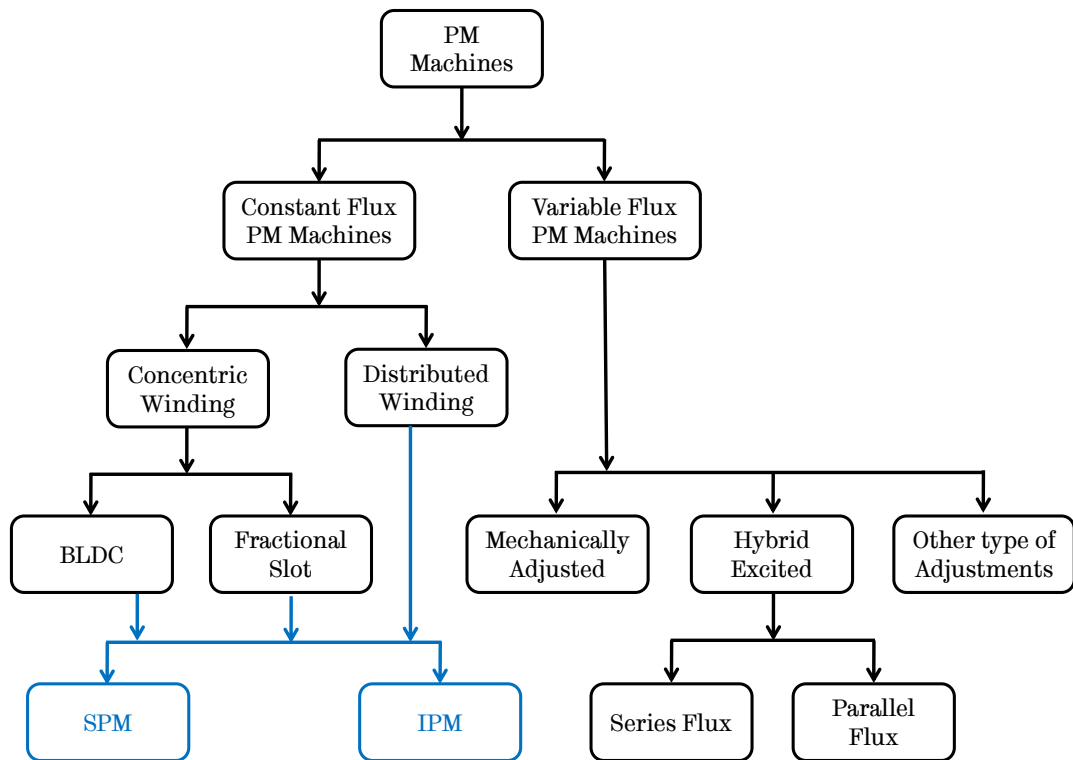 PM
Machines
Constant Flux
PM Machines
Variable Flux
PM Machines
Concentric
Winding
Distributed
Winding
BLDC
Fractional
Slot
Mechanically
Adjusted
Hybrid
Excited
Other type of
Adjustments
SPM
IPM
Series Flux
Parallel
Flux